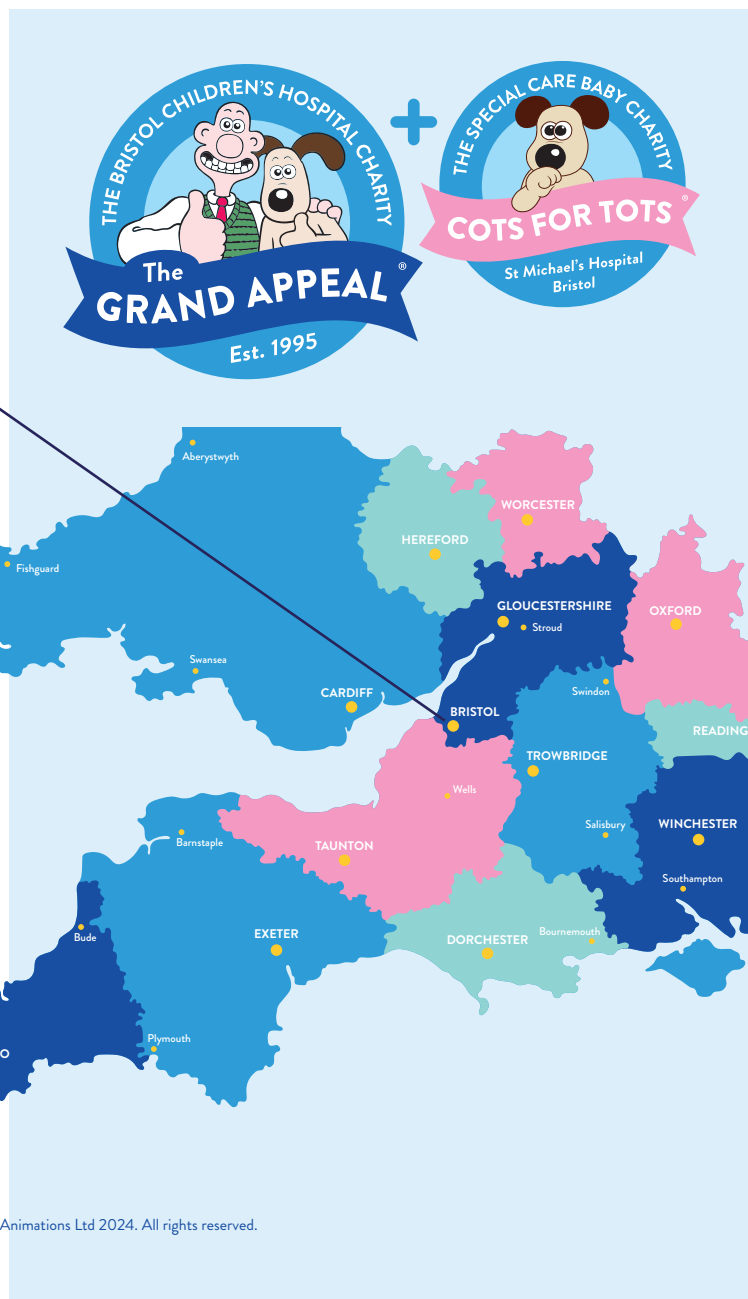 THE BRISTOL CHILDREN'S HOSPITAL CHARITY
The
GRAND APPEAL®
Est. 1995
THE SPECIAL CARE BABY CHARITY
COTS FOR TOTS®
St Michael's Hospital
Bristol
Aberystwyth
WORCESTER
HEREFORD
Fishguard
GLOUCESTERSHIRE
OXFORD
Stroud
Swansea
CARDIFF
Swindon
BRISTOL
READING
TROWBRIDGE
Wells
Salisbury
WINCHESTER
Barnstaple
TAUNTON
Southampton
Bude
EXETER
DORCHESTER
Bournemouth
Plymouth
O
Animations Ltd 2024. All rights reserved.